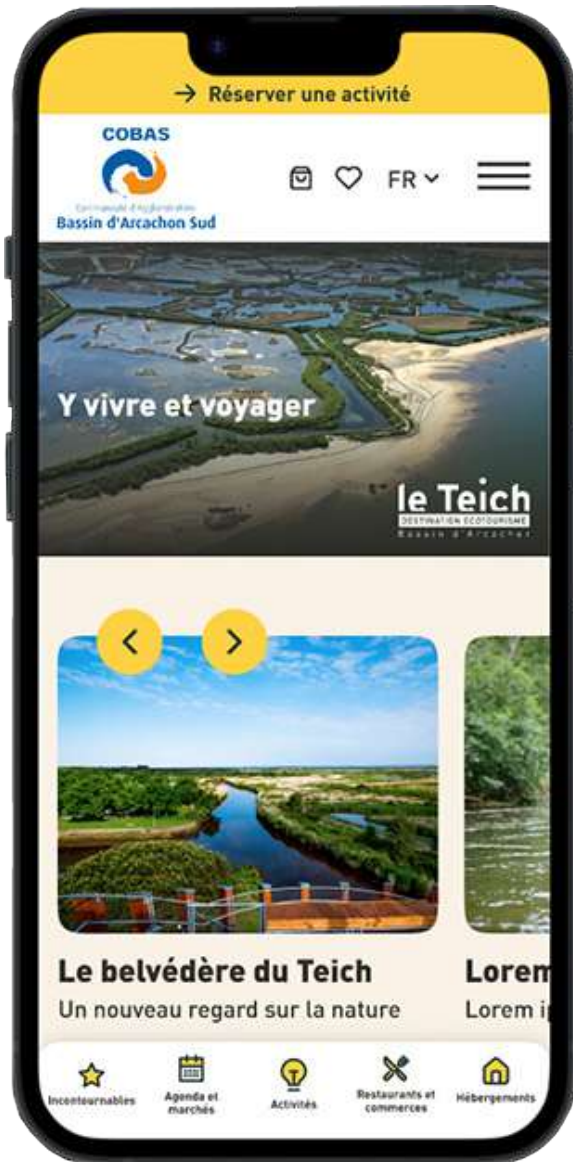 → Réserver une activité
COBAS
Communauté d'Agglomération
Bassin d'Arcachon Sud
FR
Y vivre et voyager
le Teich
DESTINATION ÉCOTOURISME
Bassin d'Arcachon
Le belvédère du Teich
Un nouveau regard sur la nature
Lorem
Lorem
Incontournables
Agenda et
marchés
Activités
Restaurants et
commerces
Hébergements